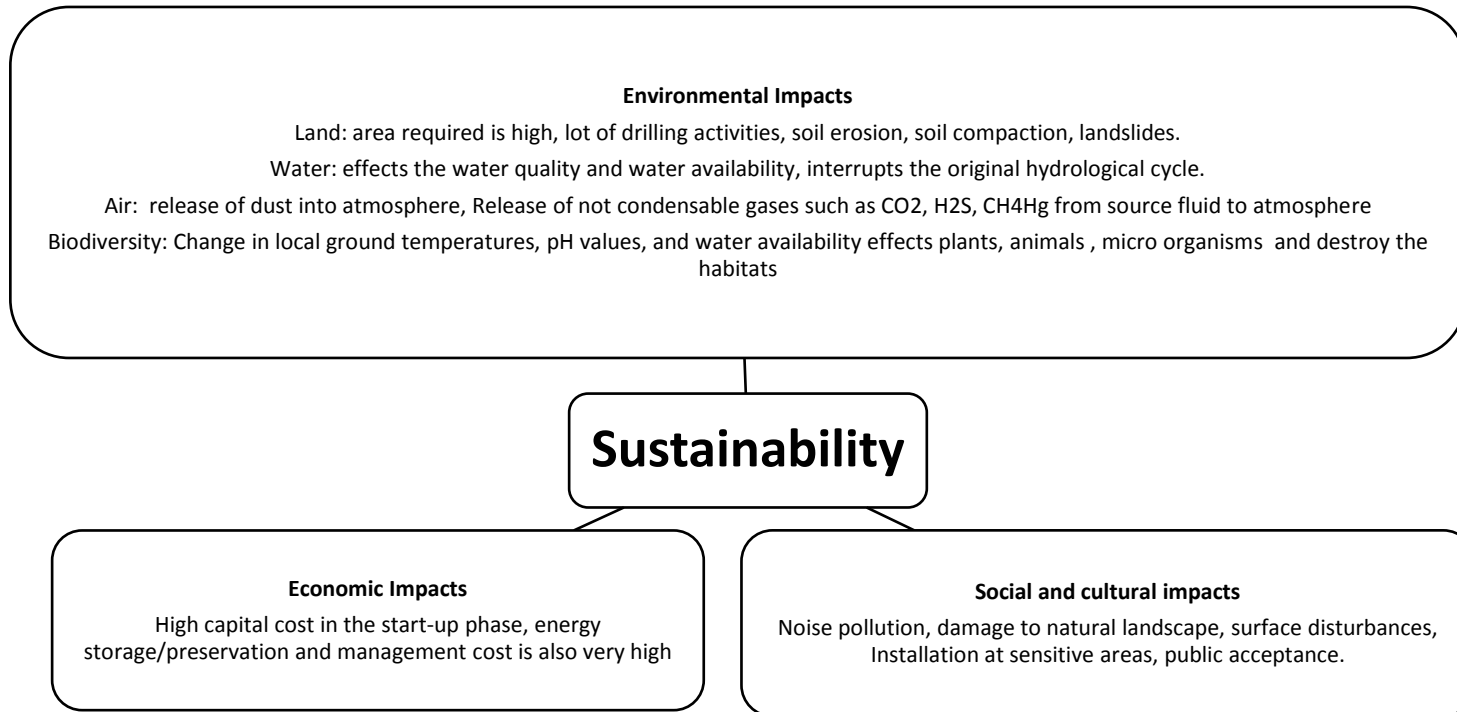 Environmental Impacts
Land: area required is high, lot of drilling activities, soil erosion, soil compaction, landslides.
Water: effects the water quality and water availability, interrupts the original hydrological cycle.
Air:  release of dust into atmosphere, Release of not condensable gases such as CO2, H2S, CH4Hg from source fluid to atmosphere
Biodiversity: Change in local ground temperatures, pH values, and water availability effects plants, animals , micro organisms  and destroy the
habitats
Sustainability
Economic Impacts
High capital cost in the start-up phase, energy
storage/preservation and management cost is also very high
Social and cultural impacts
Noise pollution, damage to natural landscape, surface disturbances,
Installation at sensitive areas, public acceptance.